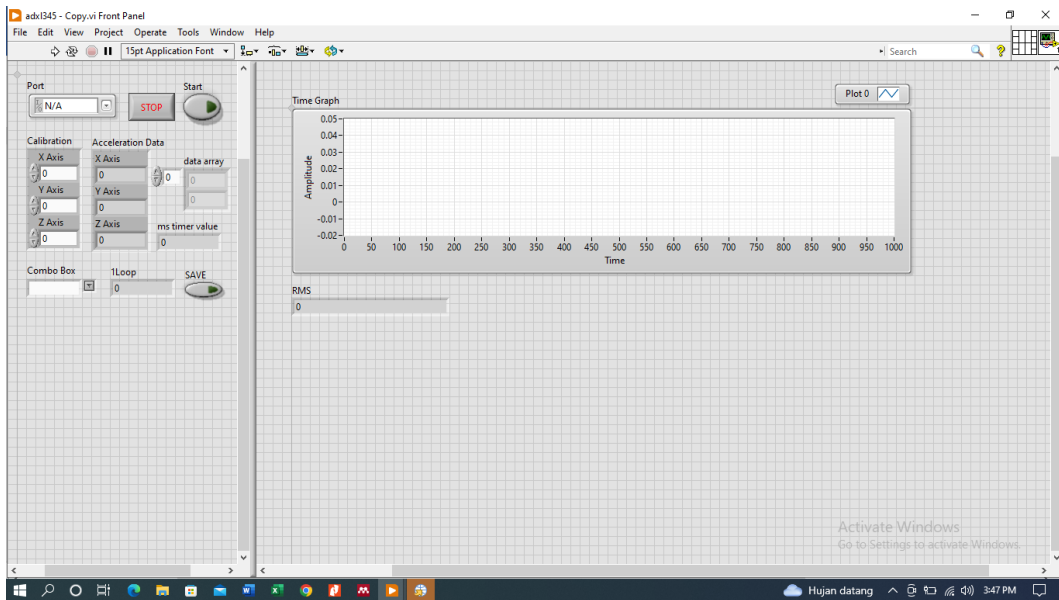 adxl345 - Copy.vi Front Panel
File Edit View Project Operate Tools Window Help
15pt Application Font
Search
Port
Start
N/A
STOP
Calibration
Acceleration Data
X Axis
X Axis
data array
0
0
0
0
Y Axis
Y Axis
0
0
0
Z Axis
Z Axis
ms timer value
0
0
0
Combo Box
1Loop
SAVE
0
Time Graph
Plot 0
Amplitude
0.05
0.04
0.03
0.02
0.01
0
-0.01
-0.02
0 50 100 150 200 250 300 350 400 450 500 550 600 650 700 750 800 850 900 950 1000
Time
RMS
0
Activate Windows
Go to Settings to activate Windows.
Hujan datang
3:47 PM